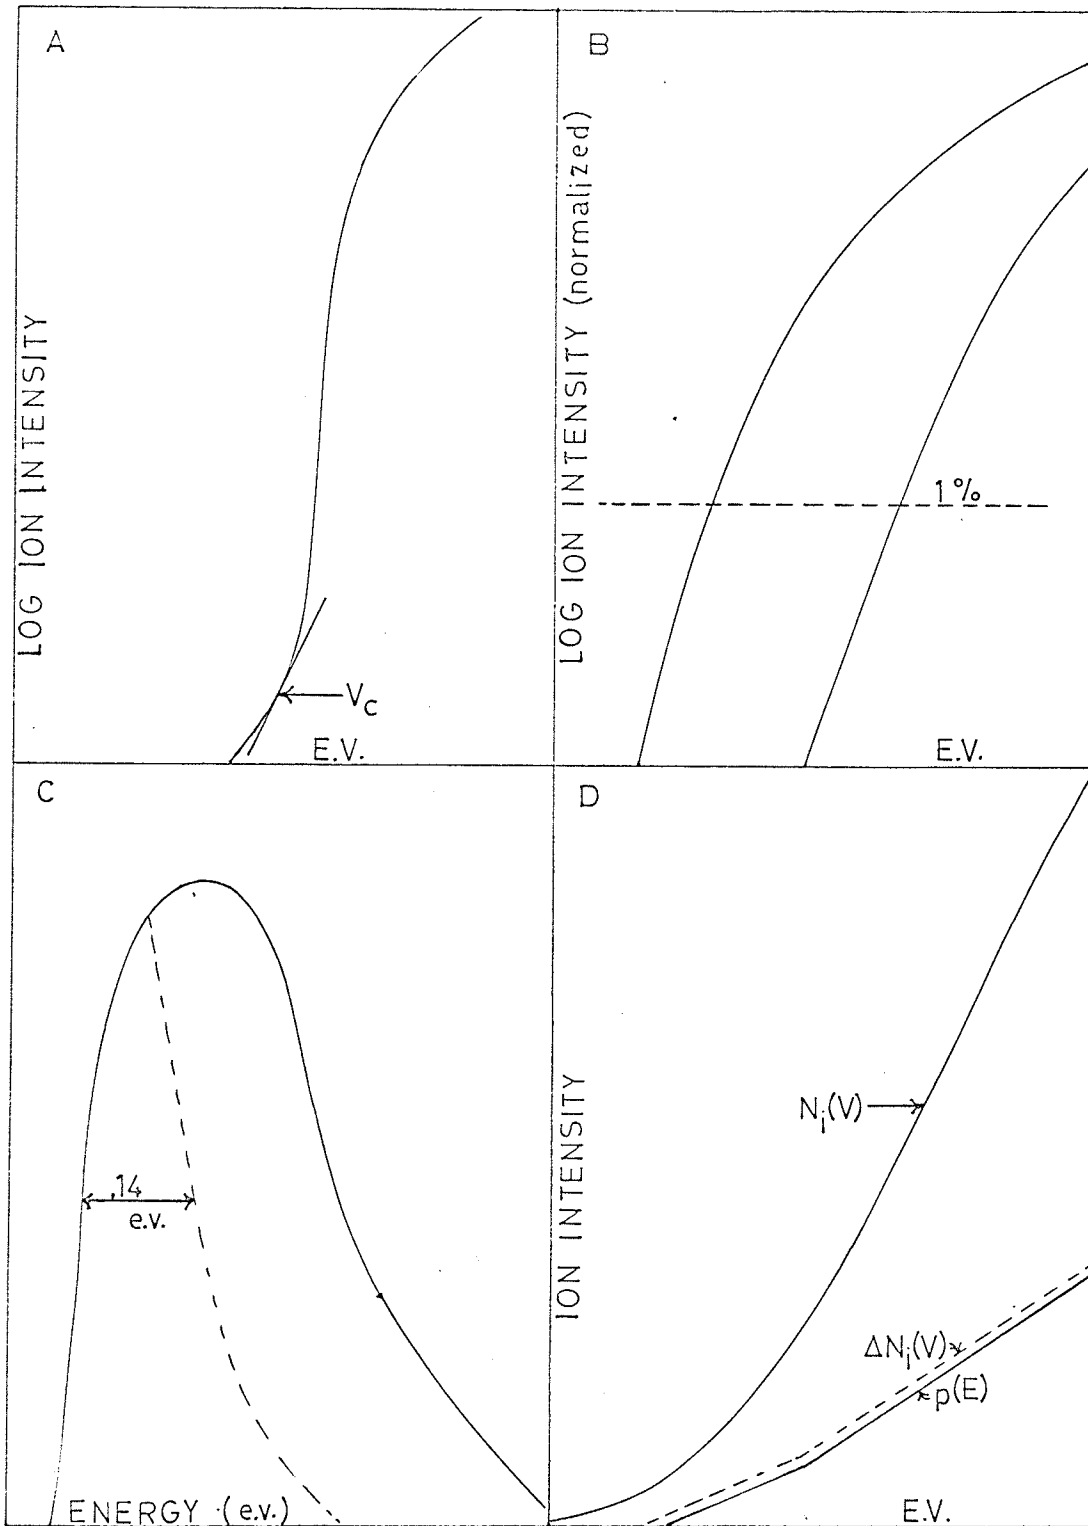 A
LOG ION INTENSITY
V_C
E.V.
B
LOG ION INTENSITY (normalized)
1%
E.V.
C
.14
e.v.
ENERGY (e.v.)
D
ION INTENSITY
N_i(V)
ΔN_i(V)
p(E)
E.V.